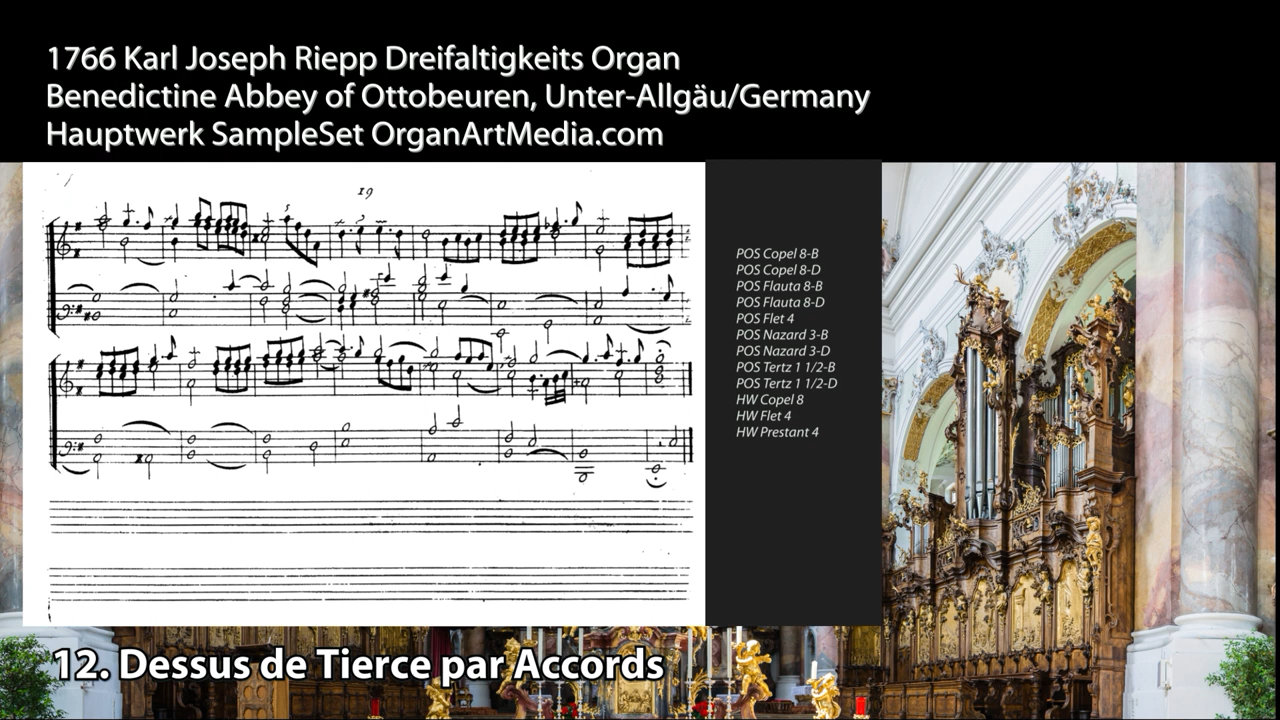 1766 Karl Joseph Riepp Dreifaltigkeits Organ
Benedictine Abbey of Ottobeuren, Unter-Allgäu/Germany
Hauptwerk SampleSet OrganArtMedia.com
19
POS Copel 8-B
POS Copel 8-D
POS Flauta 8-B
POS Flauta 8-D
POS Flet 4
POS Nazard 3-B
POS Nazard 3-D
POS Tertz 1 1/2-B
POS Tertz 1 1/2-D
HW Copel 8
HW Flet 4
HW Prestant 4
12. Dessus de Tierce par Accords